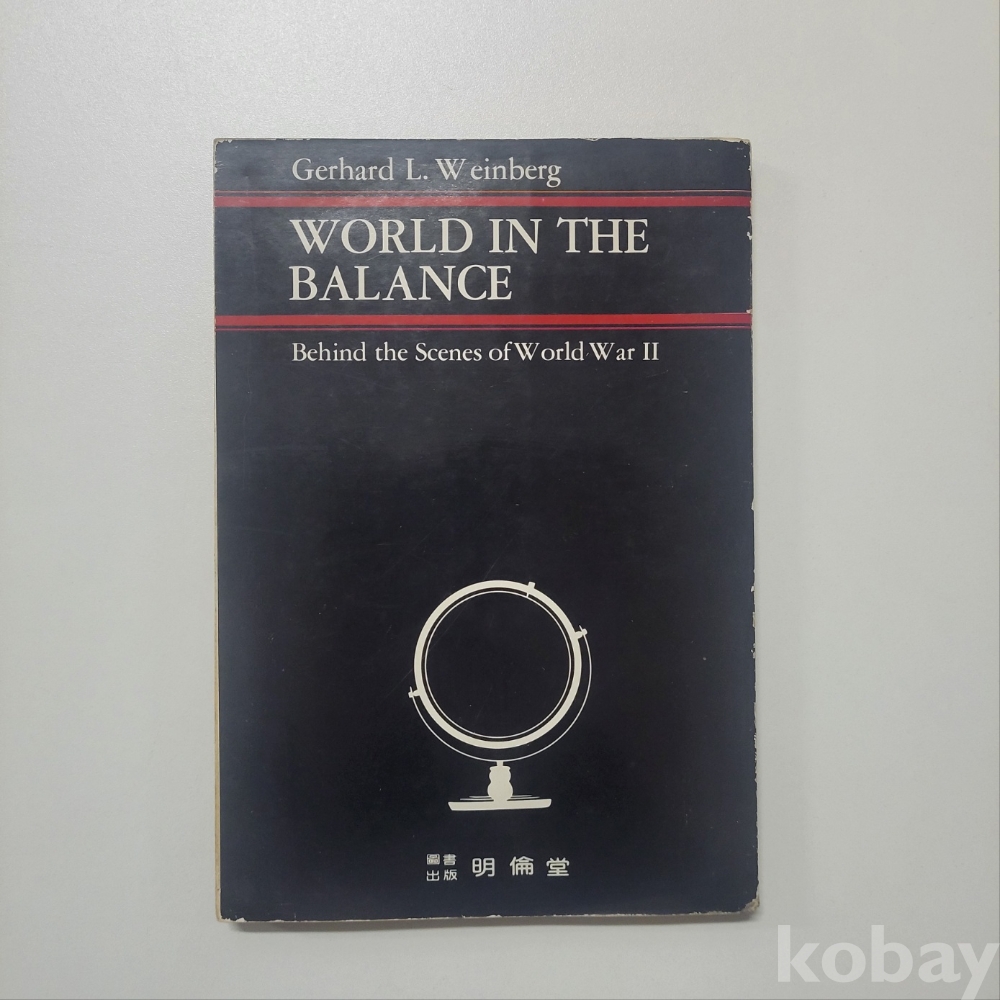 Gerhard L. Weinberg
WORLD IN THE
BALANCE
Behind the Scenes of World War II
圖書
出版 明倫堂
kobay